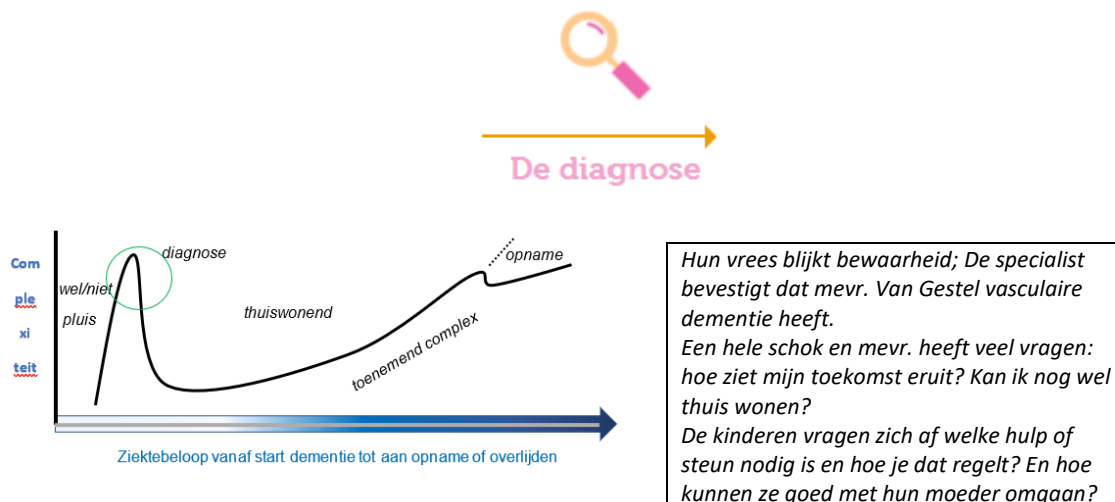 De diagnose
Com
ple
xi
teit
wel/niet
pluis
diagnose
thuiswonend
toenemend complex
opname
Ziektebeloop vanaf start dementie tot aan opname of overlijden
Hun vrees blijkt bewaarheid; De specialist
bevestigt dat mevr. Van Gestel vasculaire
dementie heeft.
Een hele schok en mevr. heeft veel vragen:
hoe ziet mijn toekomst eruit? Kan ik nog wel
thuis wonen?
De kinderen vragen zich af welke hulp of
steun nodig is en hoe je dat regelt? En hoe
kunnen ze goed met hun moeder omgaan?